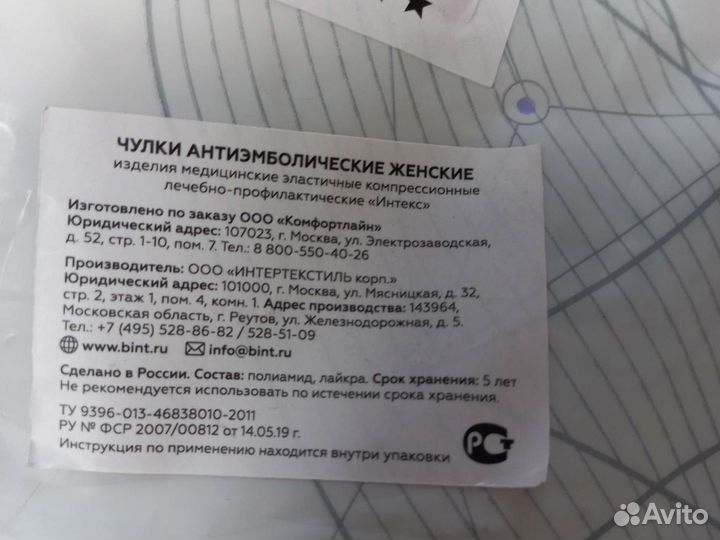 ЧУЛКИ АНТИЭМБОЛИЧЕСКИЕ ЖЕНСКИЕ
изделия медицинские эластичные компрессионные
лечебно-профилактические «Интекс»
Изготовлено по заказу ООО «Комфортлайн»
Юридический адрес: 107023, г. Москва, ул. Электрозаводская,
д. 52, стр. 1-10, пом. 7. Тел.: 8 800-550-40-26
Производитель: ООО «ИНТЕРТЕКСТИЛЬ корп.»
Юридический адрес: 101000, г. Москва, ул. Мясницкая, д. 32,
стр. 2, этаж 1, пом. 4, комн. 1. Адрес производства: 143964,
Московская область, г. Реутов, ул. Железнодорожная, д. 5.
Тел.: +7 (495) 528-86-82 / 528-51-09
www.bint.ru info@bint.ru
Сделано в России. Состав: полиамид, лайкра. Срок хранения: 5 лет
Не рекомендуется использовать по истечении срока хранения.
ТУ 9396-013-46838010-2011
РУ № ФСР 2007/00812 от 14.05.19 г.
Инструкция по применению находится внутри упаковки
РСТ
Avito